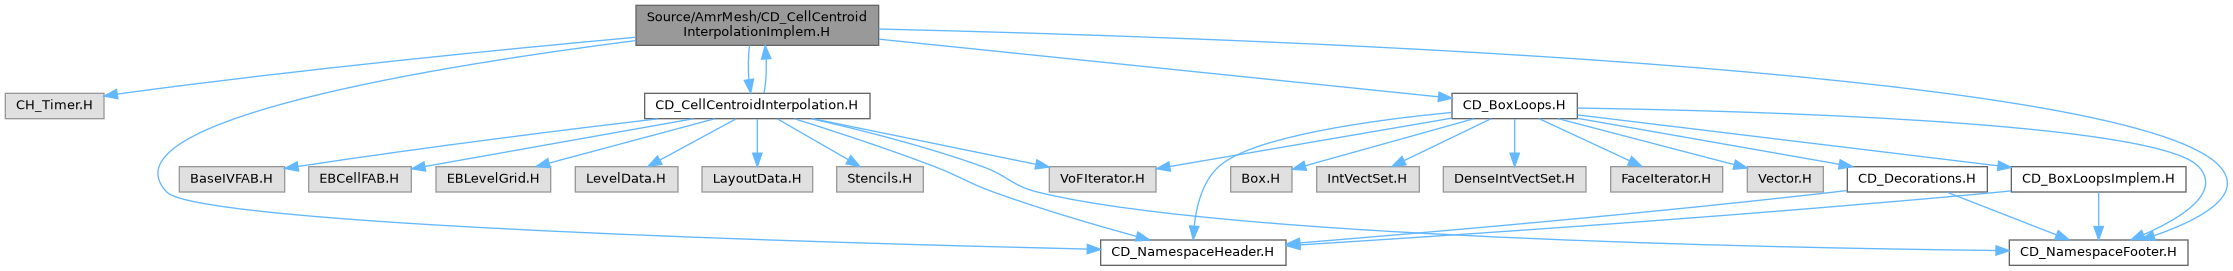 Source/AmrMesh/CD_CellCentroid
InterpolationImplem.H
CH_Timer.H
CD_CellCentroidInterpolation.H
CD_BoxLoops.H
BaseIVFAB.H
EBCellFAB.H
EBLevelGrid.H
LevelData.H
LayoutData.H
Stencils.H
VoFIterator.H
Box.H
IntVectSet.H
DenseIntVectSet.H
FaceIterator.H
Vector.H
CD_Decorations.H
CD_BoxLoopsImplem.H
CD_NamespaceHeader.H
CD_NamespaceFooter.H